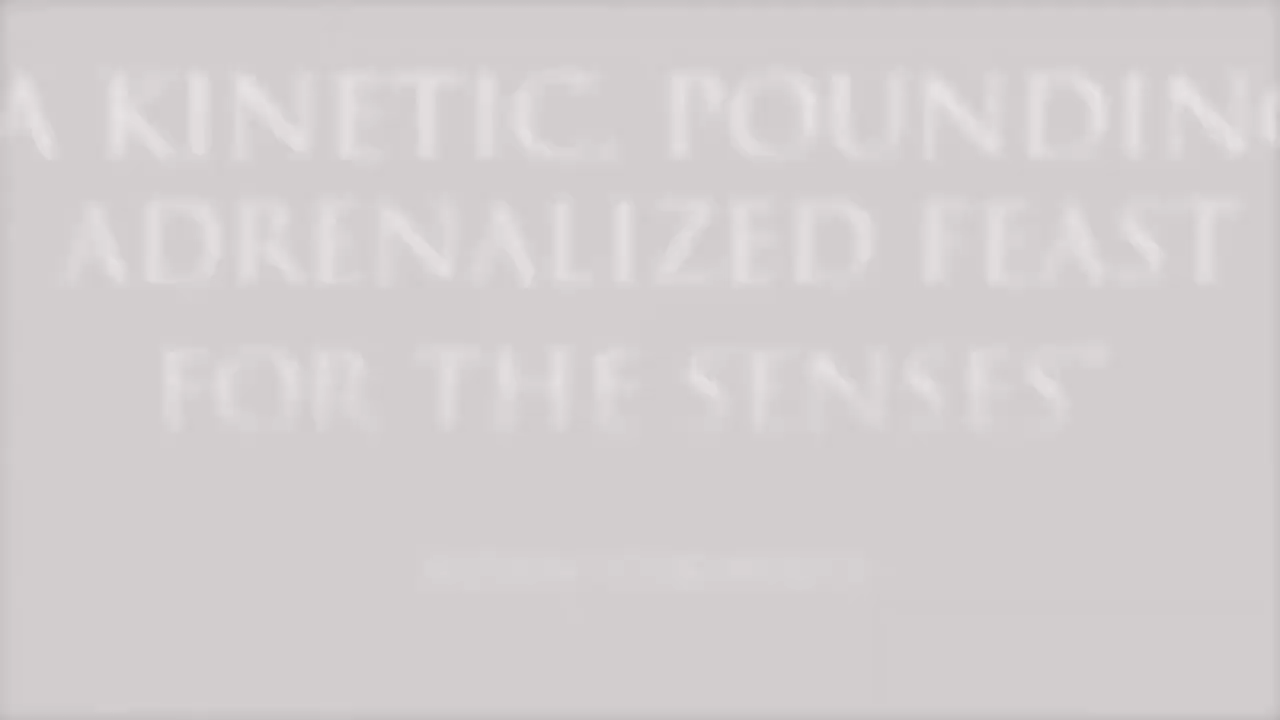 A KINETIC, POUNDING
ADRENALIZED FEAST
FOR THE SENSES”